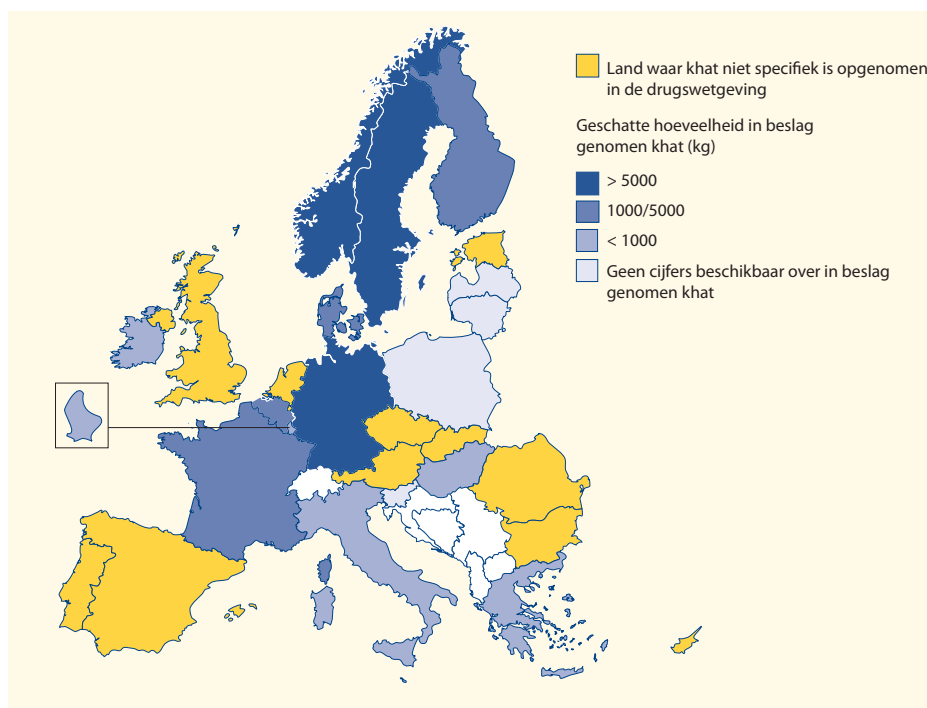 Land waar khat niet specifiek is opgenomen
in de drugswetgeving
Geschatte hoeveelheid in beslag
genomen khat (kg)
> 5000
1000/5000
< 1000
Geen cijfers beschikbaar over in beslag
genomen khat